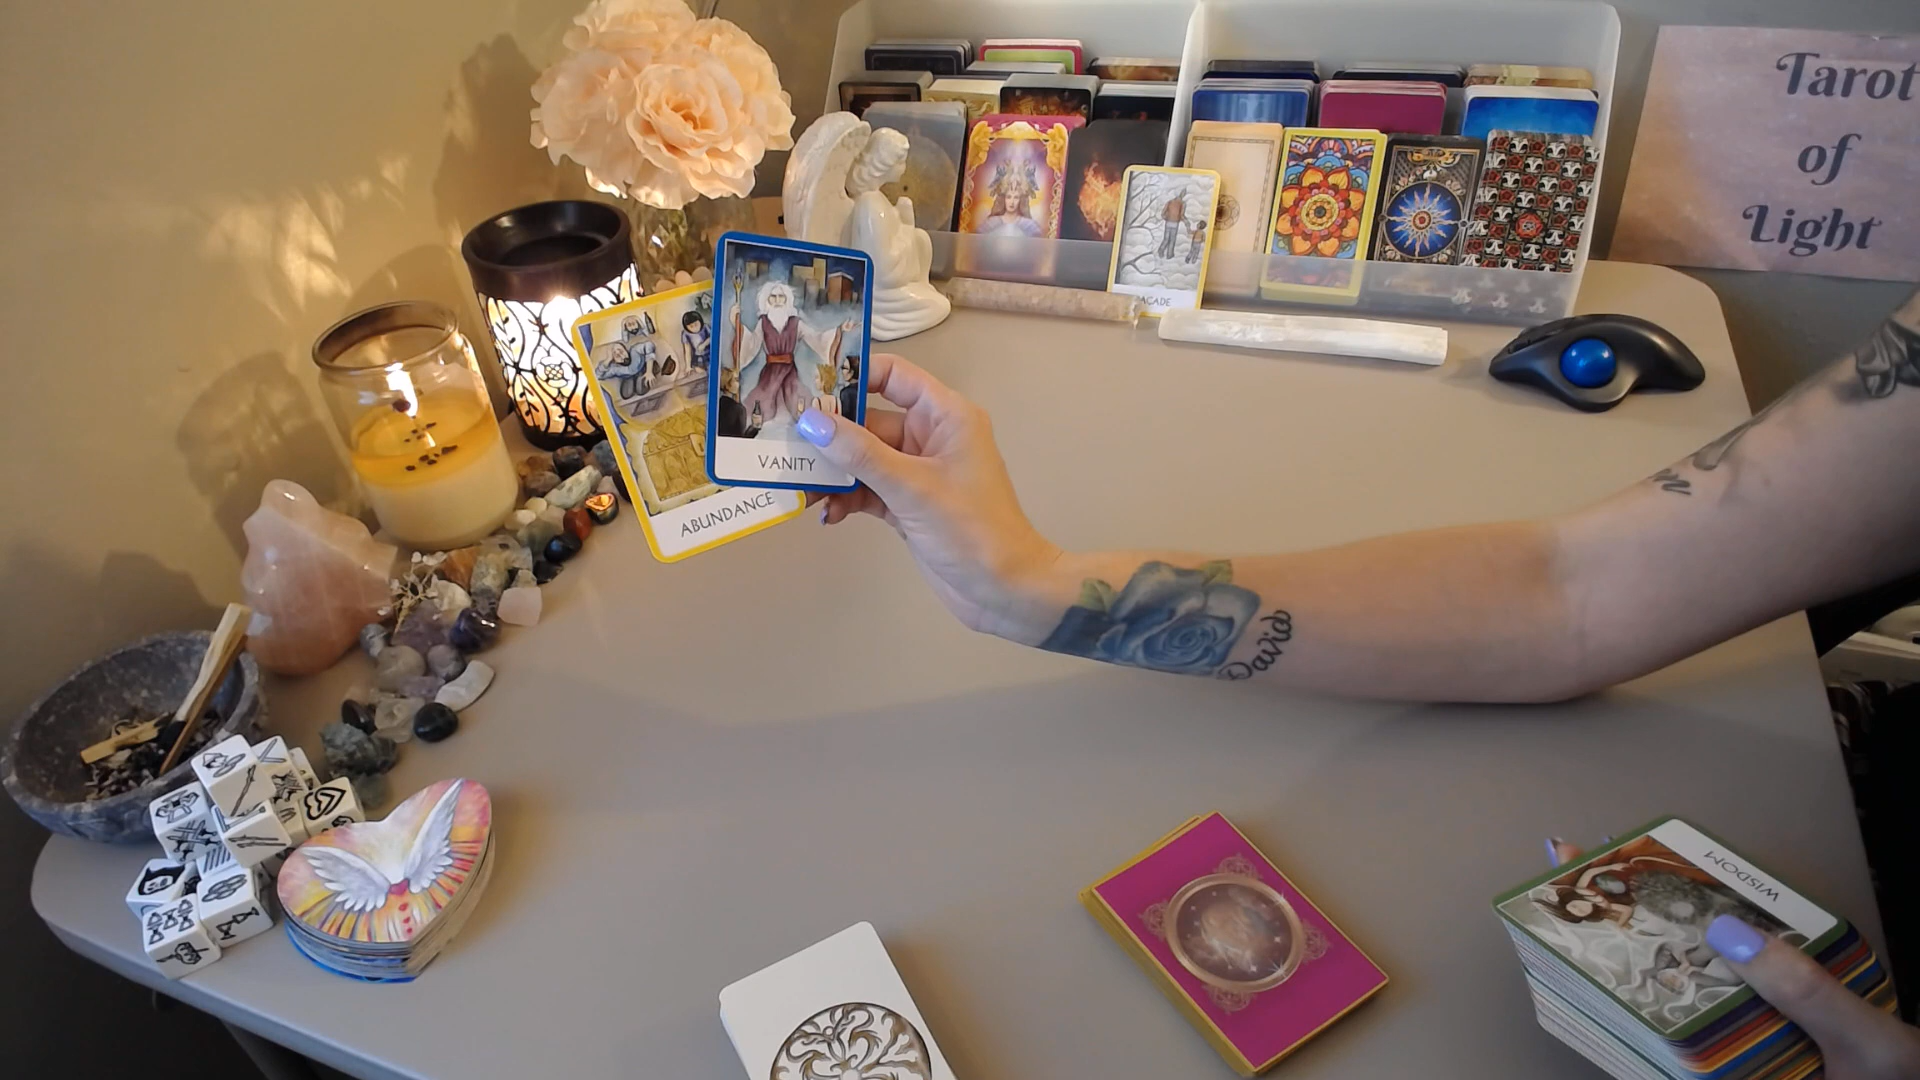 Tarot
of
Light
ACADE
VANITY
ABUNDANCE
David
WISDOM